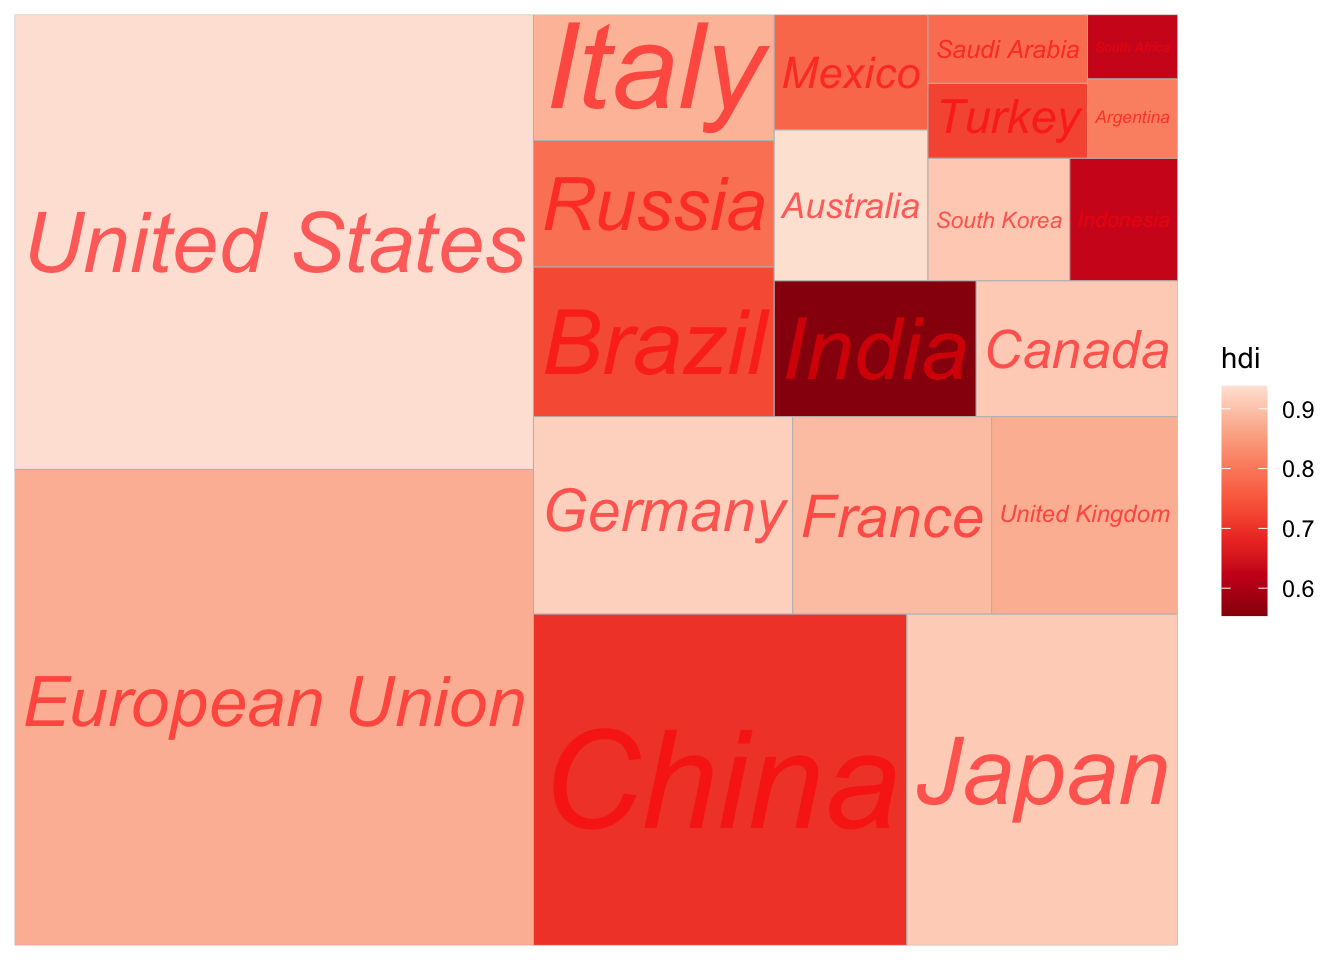 United States
European Union
Italy
Russia
Brazil
Mexico
Australia
Saudi Arabia
Turkey
South Africa
Argentina
South Korea
Indonesia
India
Canada
Germany
France
United Kingdom
China
Japan
hdi
0.9
0.8
0.7
0.6